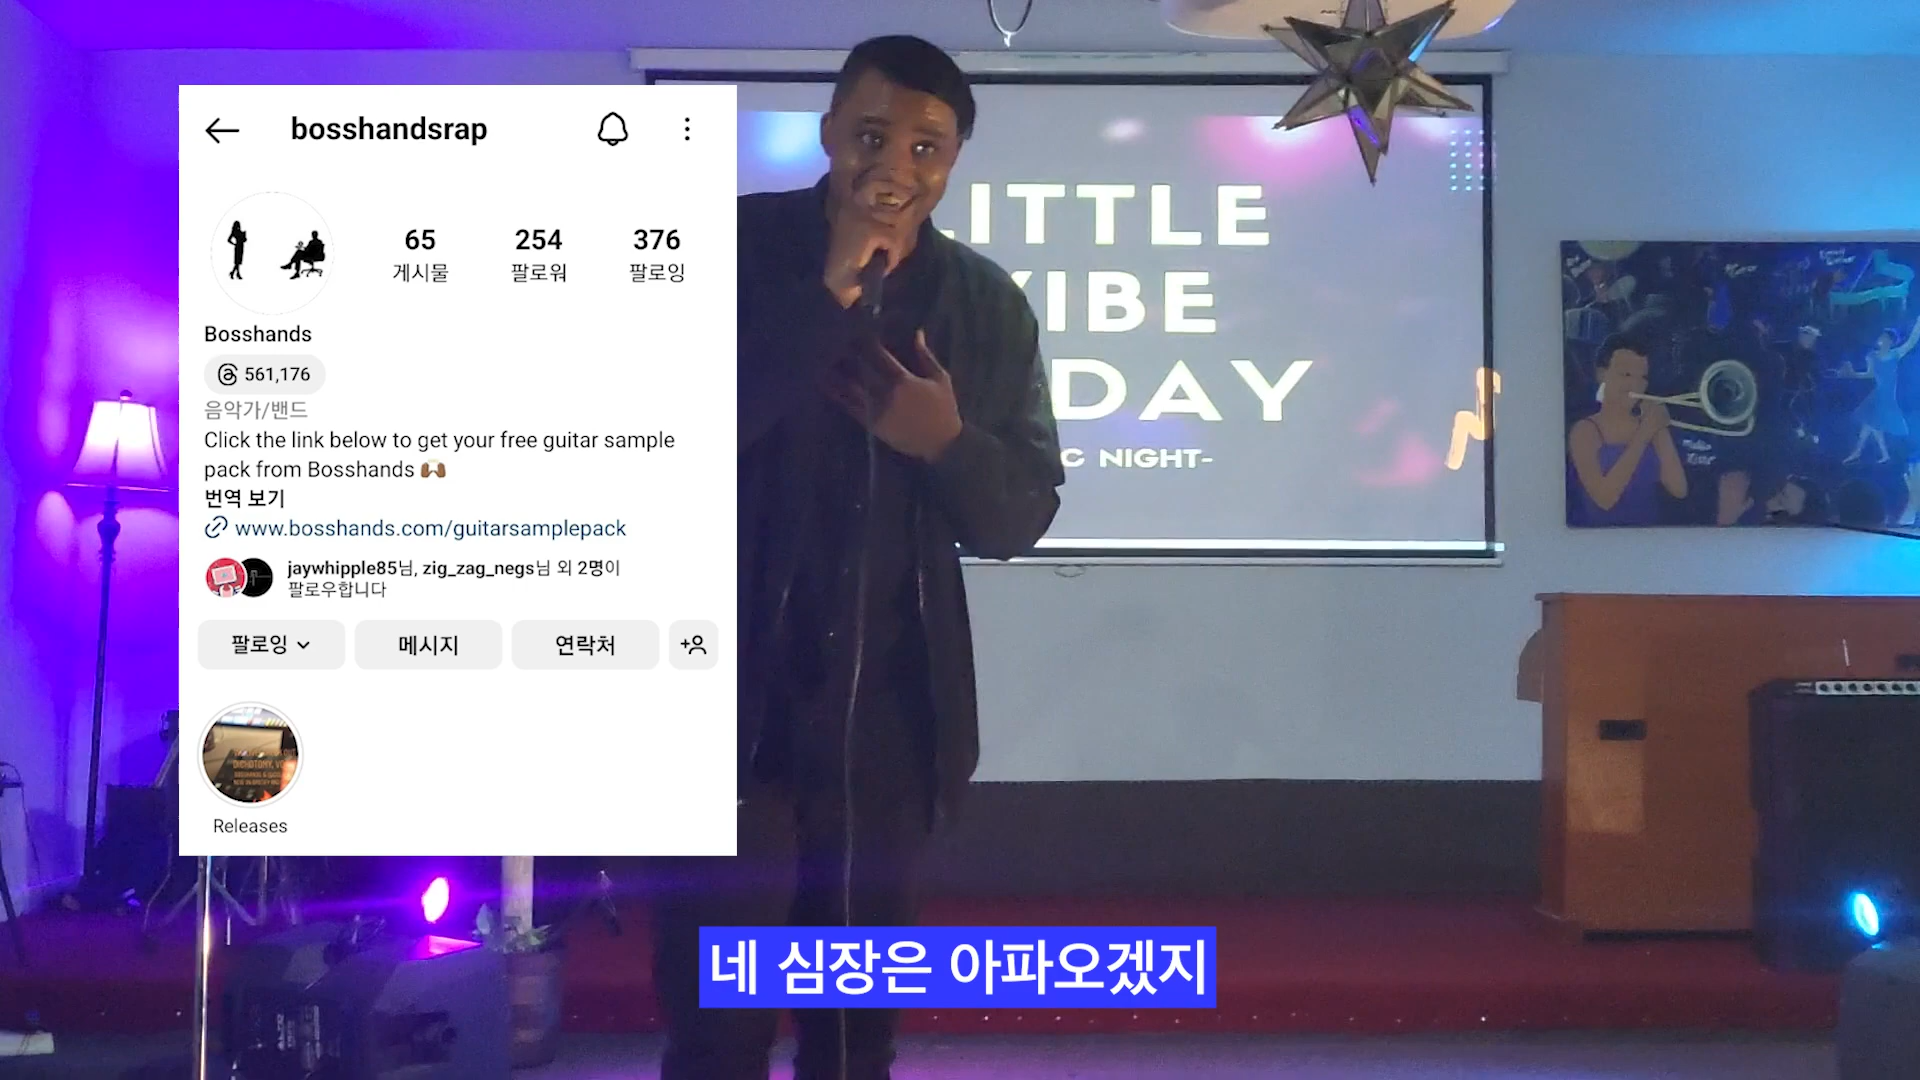 bosshandsrap
65
254
376
게시물
팔로워
팔로잉
Bosshands
561,176
음악가/밴드
Click the link below to get your free guitar sample
pack from Bosshands
번역 보기
www.bosshands.com/guitarsamplepack
jaywhipple85님, zig_zag_negs님 외 2명이
팔로우합니다
팔로잉
메시지
연락처
Releases
ITTLE
IBE
DAY
C NIGHT-
네 심장은 아파오겠지